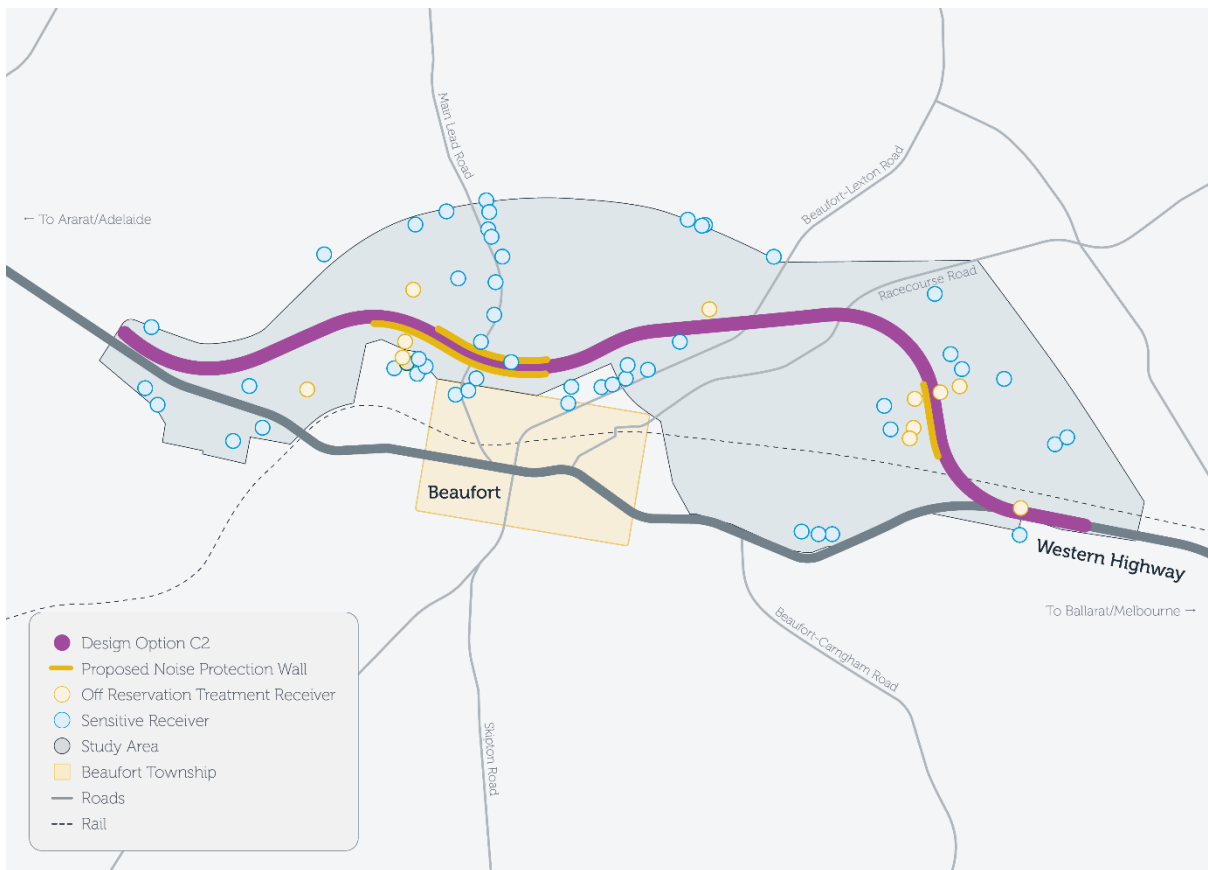 Main Lead Road
Beaufort-Lexton Road
← To Ararat/Adelaide
Racecourse Road
Beaufort
Western Highway
To Ballarat/Melbourne →
Beaufort-Carngham Road
Skipton Road
Design Option C2
Proposed Noise Protection Wall
Off Reservation Treatment Receiver
Sensitive Receiver
Study Area
Beaufort Township
Roads
Rail